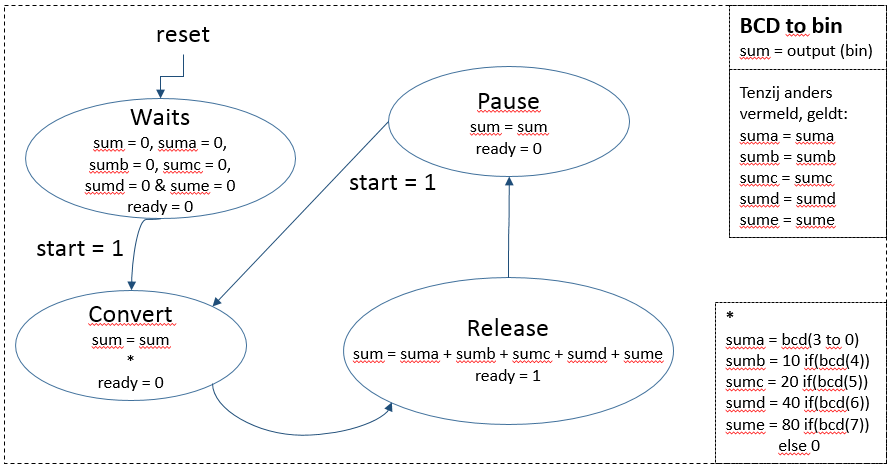 reset
Waits
sum = 0, suma = 0,
sumb = 0, sumc = 0,
sumd = 0 & sume = 0
ready = 0
start = 1
Convert
sum = sum
*
ready = 0
Pause
sum = sum
ready = 0
start = 1
Release
sum = suma + sumb + sumc + sumd + sume
ready = 1
BCD to bin
sum = output (bin)
Tenzij anders
vermeld, geldt:
suma = suma
sumb = sumb
sumc = sumc
sumd = sumd
sume = sume
*
suma = bcd(3 to 0)
sumb = 10 if(bcd(4))
sumc = 20 if(bcd(5))
sumd = 40 if(bcd(6))
sume = 80 if(bcd(7))
else 0